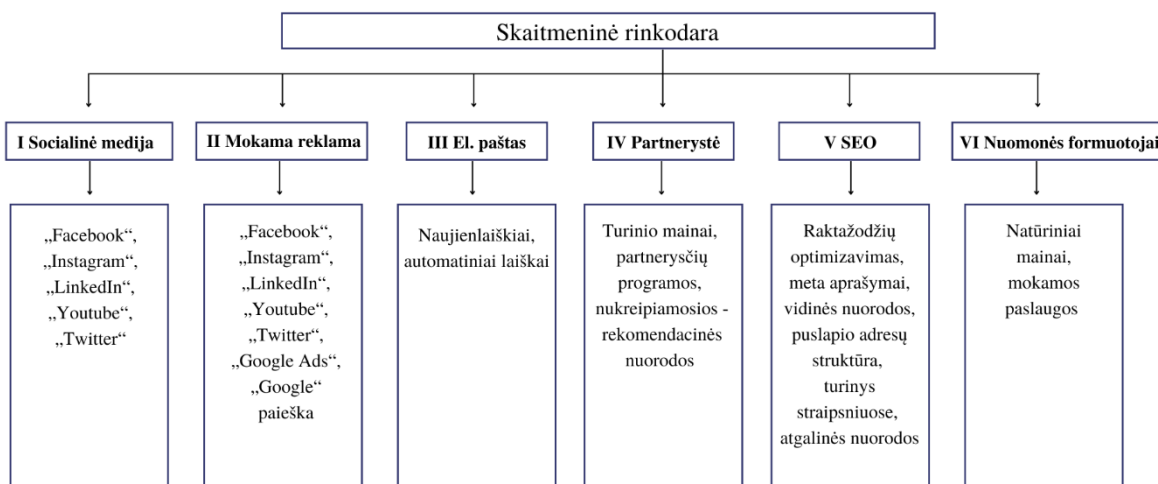 Skaitmeninė rinkodara
I Socialinė medija
„Facebook“,
„Instagram“,
„LinkedIn“,
„Youtube“,
„Twitter“
II Mokama reklama
„Facebook“,
„Instagram“,
„LinkedIn“,
„Youtube“,
„Twitter“,
„Google Ads“,
„Google“
paieška
III El. paštas
Naujienlaiškiai,
automatiniai laiškai
IV Partnerystė
Turinio mainai,
partnerysčių
programos,
nukreipiamosios -
rekomendacinės
nuorodos
V SEO
Raktažodžių
optimizavimas,
meta aprašymai,
vidinės nuorodos,
puslapio adresų
struktūra,
turinys
straipsniuose,
atgalinės nuorodos
VI Nuomonės formuotojai
Natūriniai
mainai,
mokamos
paslaugos